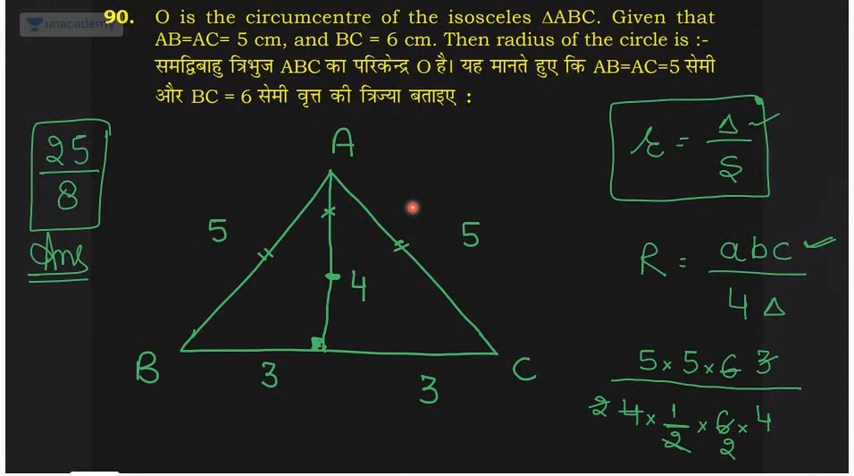 unacademy
90. O is the circumcentre of the isosceles ΔABC. Given that
AB=AC= 5 cm, and BC = 6 cm. Then radius of the circle is :-
समद्विबाहु त्रिभुज ABC का परिकेन्द्र O है। यह मानते हुए कि AB=AC=5 सेमी
और BC = 6 सेमी वृत्त की त्रिज्या बताइए :
25
8
Ans
A
5
5
4
B
3
3
C
r = Δ
S
R = abc
4 Δ
5 × 5 × 6 3
2 4 × 1 × 6 × 4
2 2